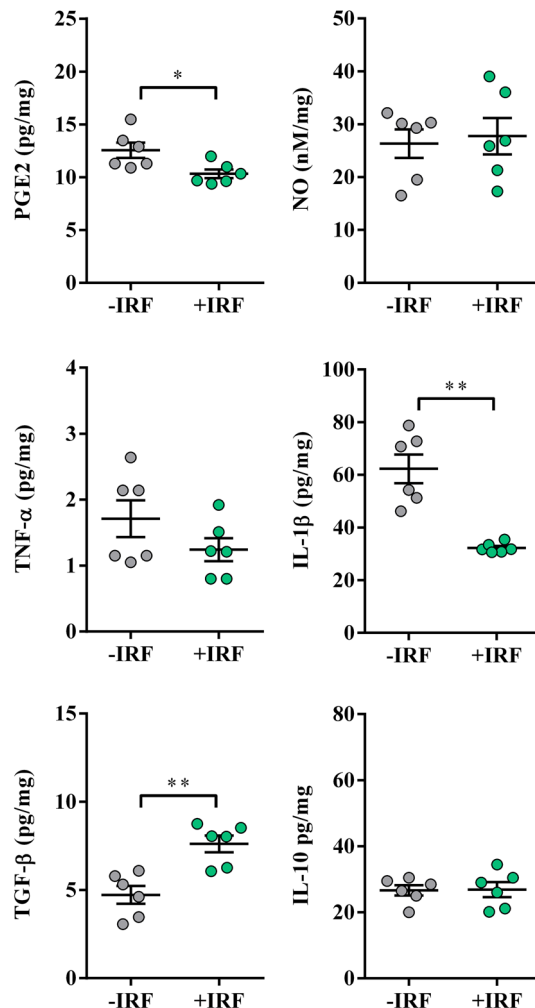 PGE2 (pg/mg)
25
20
15
10
5
0
*
-IRF +IRF
NO (nM/mg)
50
40
30
20
10
0
-IRF +IRF
TNF-α (pg/mg)
4
3
2
1
0
-IRF +IRF
IL-1β (pg/mg)
100
80
60
40
20
0
**
-IRF +IRF
TGF-β (pg/mg)
15
10
5
0
**
-IRF +IRF
IL-10 pg/mg
80
60
40
20
0
-IRF +IRF